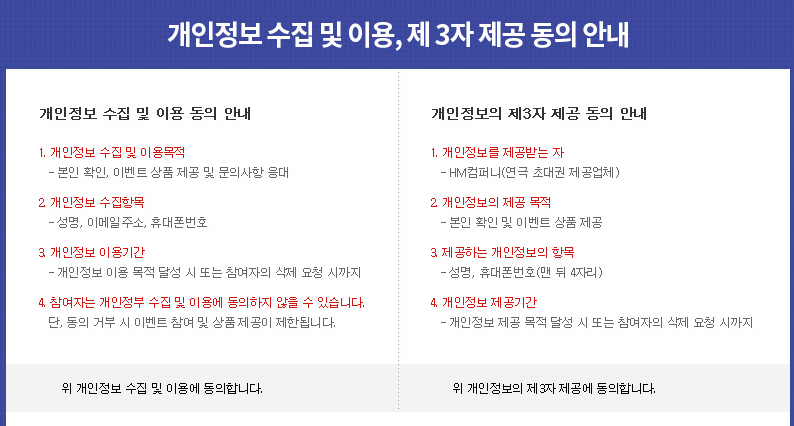 개인정보 수집 및 이용, 제 3자 제공 동의 안내
개인정보 수집 및 이용 동의 안내
1. 개인정보 수집 및 이용목적
- 본인 확인, 이벤트 상품 제공 및 문의사항 응대
2. 개인정보 수집항목
- 성명, 이메일주소, 휴대폰번호
3. 개인정보 이용기간
- 개인정보 이용 목적 달성 시 또는 참여자의 삭제 요청 시까지
4. 참여자는 개인정부 수집 및 이용에 동의하지 않을 수 있습니다.
단, 동의 거부 시 이벤트 참여 및 상품 제공이 제한됩니다.
위 개인정보 수집 및 이용에 동의합니다.
개인정보의 제3자 제공 동의 안내
1. 개인정보를 제공받는 자
- HM컴퍼니(연극 초대권 제공업체)
2. 개인정보의 제공 목적
- 본인 확인 및 이벤트 상품 제공
3. 제공하는 개인정보의 항목
- 성명, 휴대폰번호(맨 뒤 4자리)
4. 개인정보 제공기간
- 개인정보 제공 목적 달성 시 또는 참여자의 삭제 요청 시까지
위 개인정보의 제3자 제공에 동의합니다.